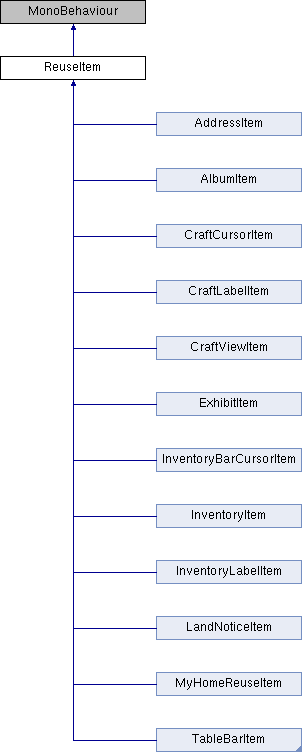 MonoBehaviour
ReuseItem
AddressItem
AlbumItem
CraftCursorItem
CraftLabelItem
CraftViewItem
ExhibitItem
InventoryBarCursorItem
InventoryItem
InventoryLabelItem
LandNoticeItem
MyHomeReuseItem
TableBarItem